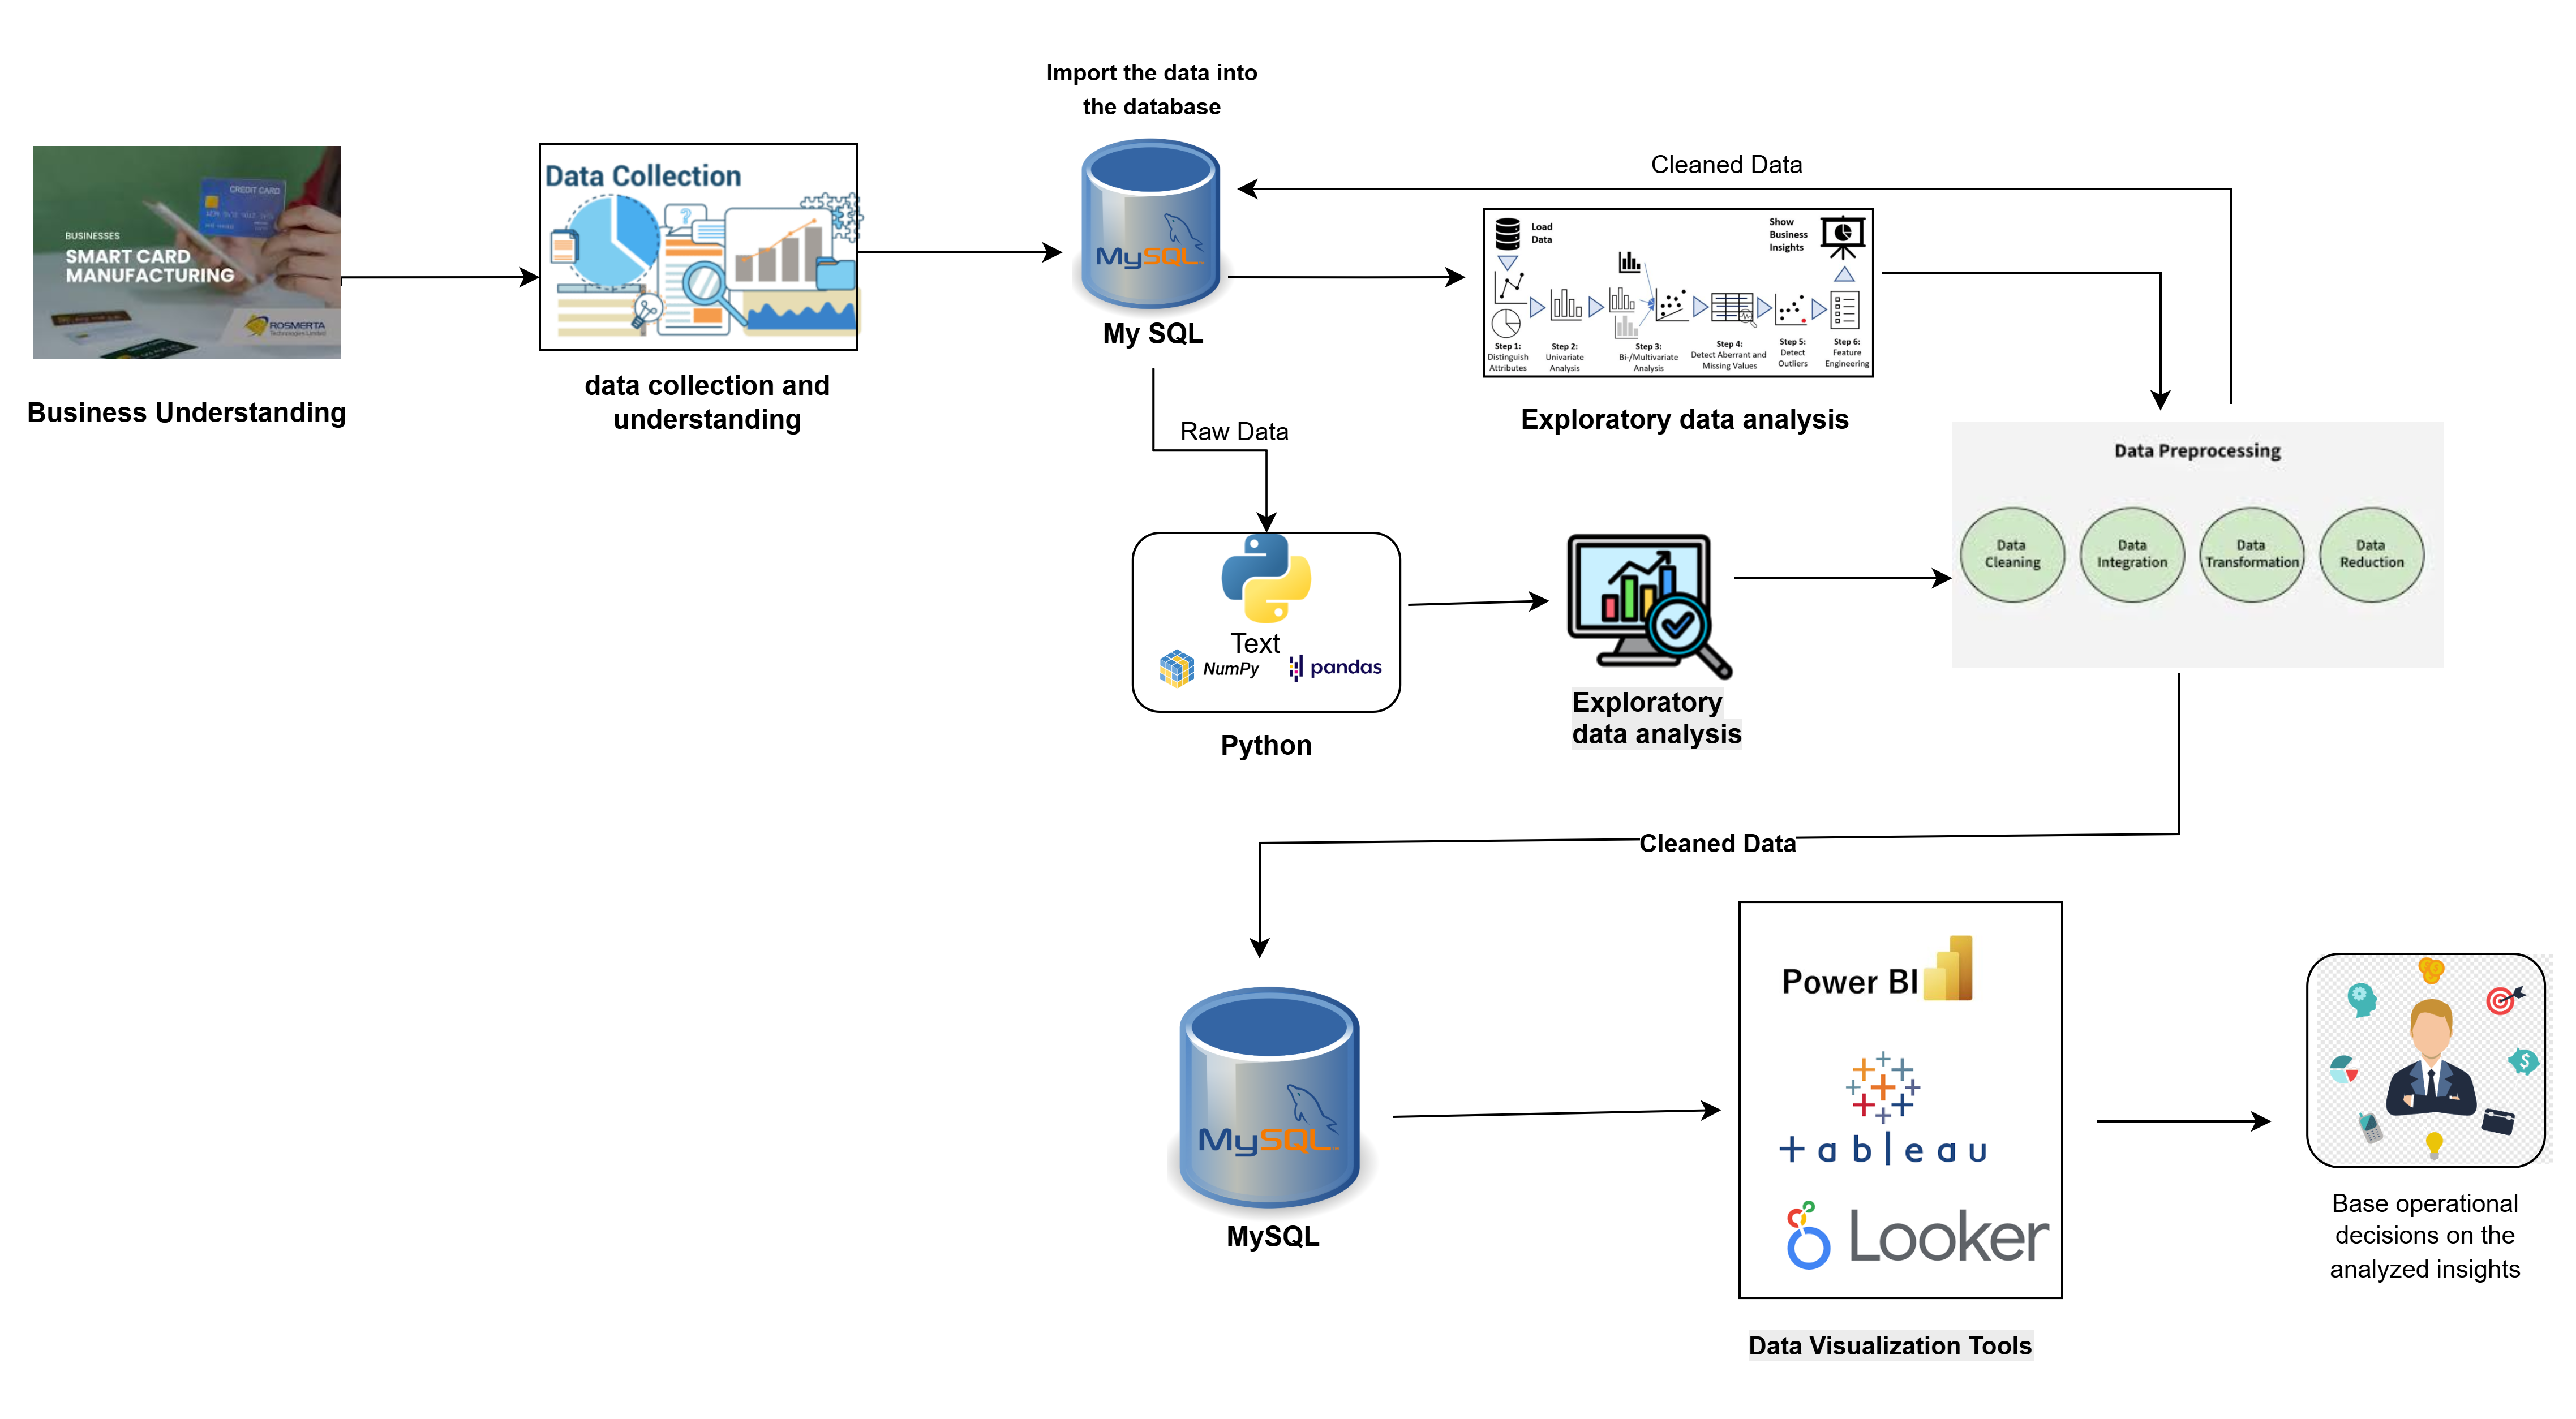 Import the data into
the database
BUSINESSES
SMART CARD
MANUFACTURING
CREDIT CARD
ROSMERTA
Technologies Limited
Business Understanding
Data Collection
data collection and
understanding
MySQL
My SQL
Cleaned Data
Load
Data
Show
Business
Insights
Step 1:
Distinguish
Attributes
Step 2:
Univariate
Analysis
Step 3:
Bi-/Multivariate
Analysis
Step 4:
Detect Aberrant and
Missing Values
Step 5:
Detect
Outliers
Step 6:
Feature
Engineering
Exploratory data analysis
Raw Data
Text
NumPy
pandas
Python
Exploratory
data analysis
Data Preprocessing
Data
Cleaning
Data
Integration
Data
Transformation
Data
Reduction
Cleaned Data
MySQL
MySQL
Power BI
+ableau
Looker
Data Visualization Tools
Base operational
decisions on the
analyzed insights